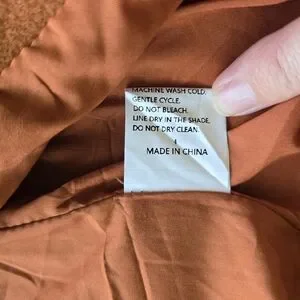 MACHINE WASH COLD.
GENTLE CYCLE.
DO NOT BLEACH.
LINE DRY IN THE SHADE.
DO NOT DRY CLEAN.
MADE IN CHINA